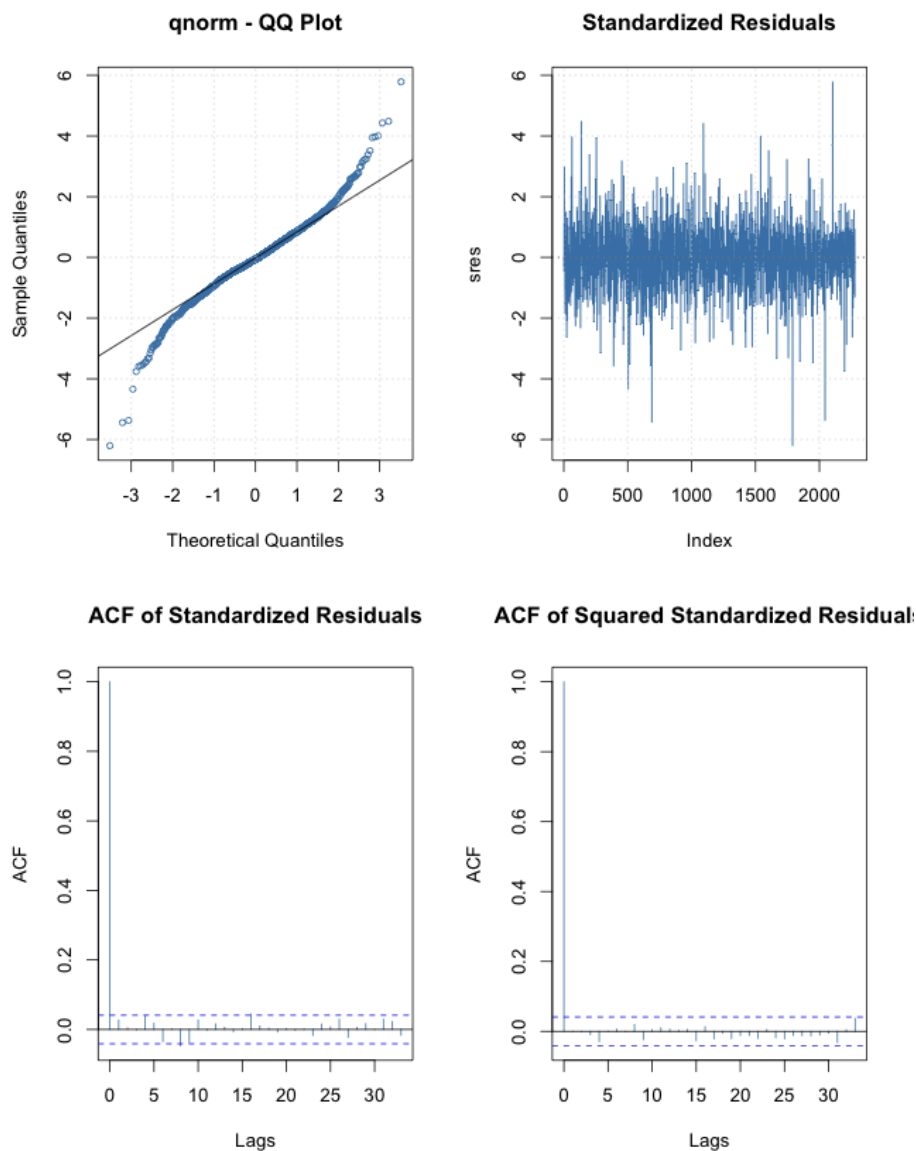 qnorm - QQ Plot
Sample Quantiles
6
4
2
0
-2
-4
-6
-3 -2 -1 0 1 2 3
Theoretical Quantiles
Standardized Residuals
sres
6
4
2
0
-2
-4
-6
0 500 1000 1500 2000
Index
ACF of Standardized Residuals
ACF
1.0
0.8
0.6
0.4
0.2
0.0
0 5 10 15 20 25 30
Lags
ACF of Squared Standardized Residuals
ACF
1.0
0.8
0.6
0.4
0.2
0.0
0 5 10 15 20 25 30
Lags